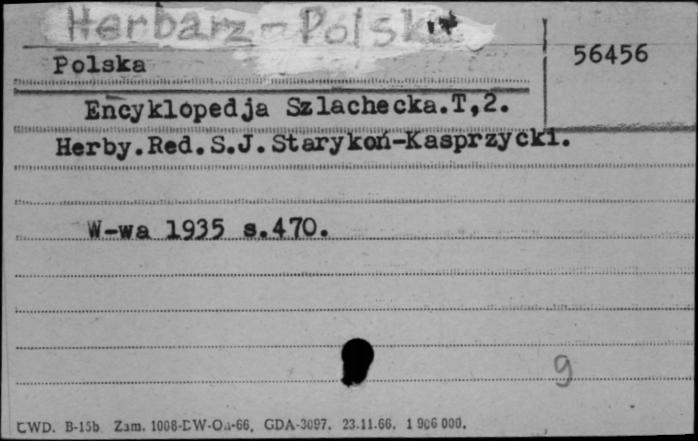 Herbarz - Polska
56456
Polska
Encyklopedja Szlachecka.T,2.
Herby.Red.S.J.Starykoń-Kasprzycki.
W-wa 1935 s.470.
9
CWD. B-15b Zam. 1008-DW-Oa-66, GDA-3097. 23.11.66. 1 906 000.